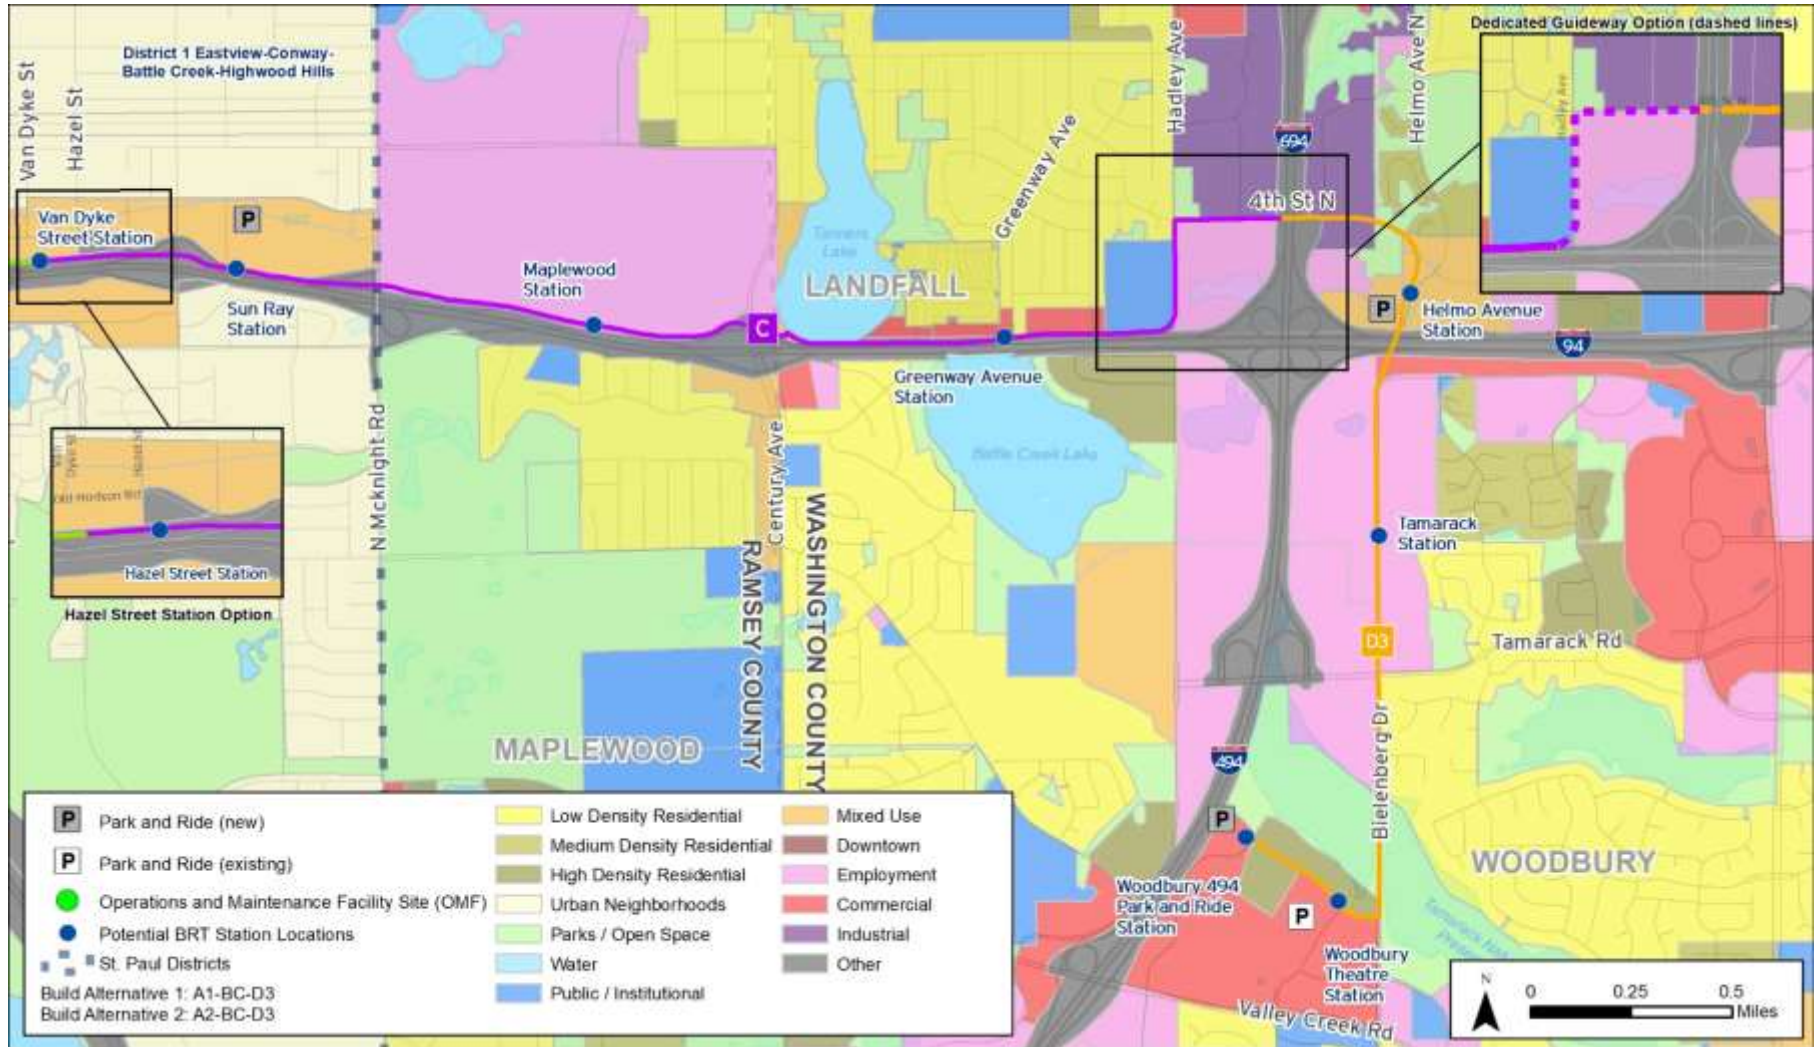 District 1 Eastview-Conway-
Battle Creek-Highwood Hills
Van Dyke St
Hazel St
Hadley Ave
Helmo Ave N
Dedicated Guideway Option (dashed lines)
694
Greenway Ave
4th St N
Van Dyke
Street Station
P
Tanners
Lake
Maplewood
Station
LANDFALL
Sun Ray
Station
C
P
Helmo Avenue
Station
94
Greenway Avenue
Station
N Mcknight Rd
Century Ave
Battle Creek Lake
Old Hudson Rd
Hazel Street Station
Hazel Street Station Option
Tamarack
Station
RAMSEY COUNTY
WASHINGTON COUNTY
D3
Tamarack Rd
MAPLEWOOD
494
Bielenberg Dr
WOODBURY
P
Woodbury 494
Park and Ride
Station
P
Woodbury
Theatre
Station
Valley Creek Rd
P Park and Ride (new)
P Park and Ride (existing)
Operations and Maintenance Facility Site (OMF)
Potential BRT Station Locations
St. Paul Districts
Build Alternative 1: A1-BC-D3
Build Alternative 2: A2-BC-D3
Low Density Residential
Medium Density Residential
High Density Residential
Urban Neighborhoods
Parks / Open Space
Water
Public / Institutional
Mixed Use
Downtown
Employment
Commercial
Industrial
Other
N
0 0.25 0.5
Miles